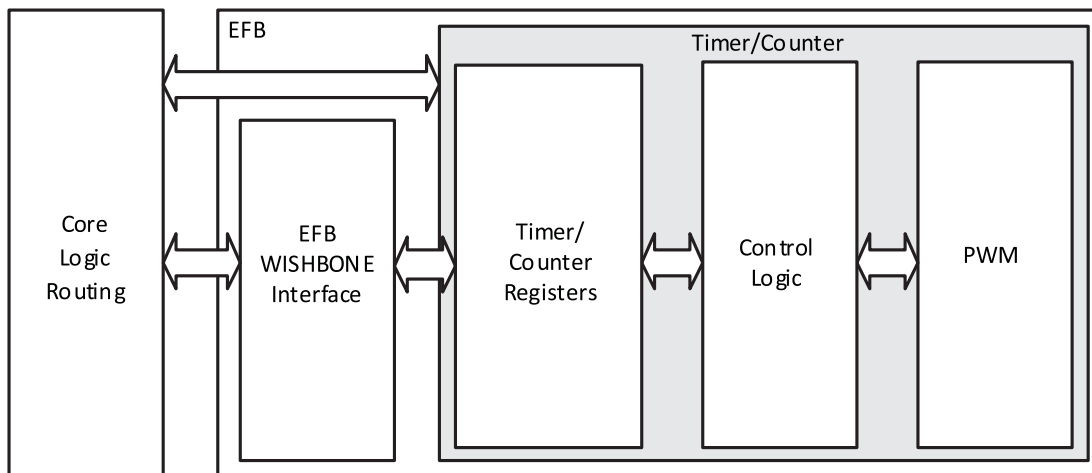 EFB
Timer/Counter
Core
Logic
Routing
EFB
WISHBONE
Interface
Timer/
Counter
Registers
Control
Logic
PWM